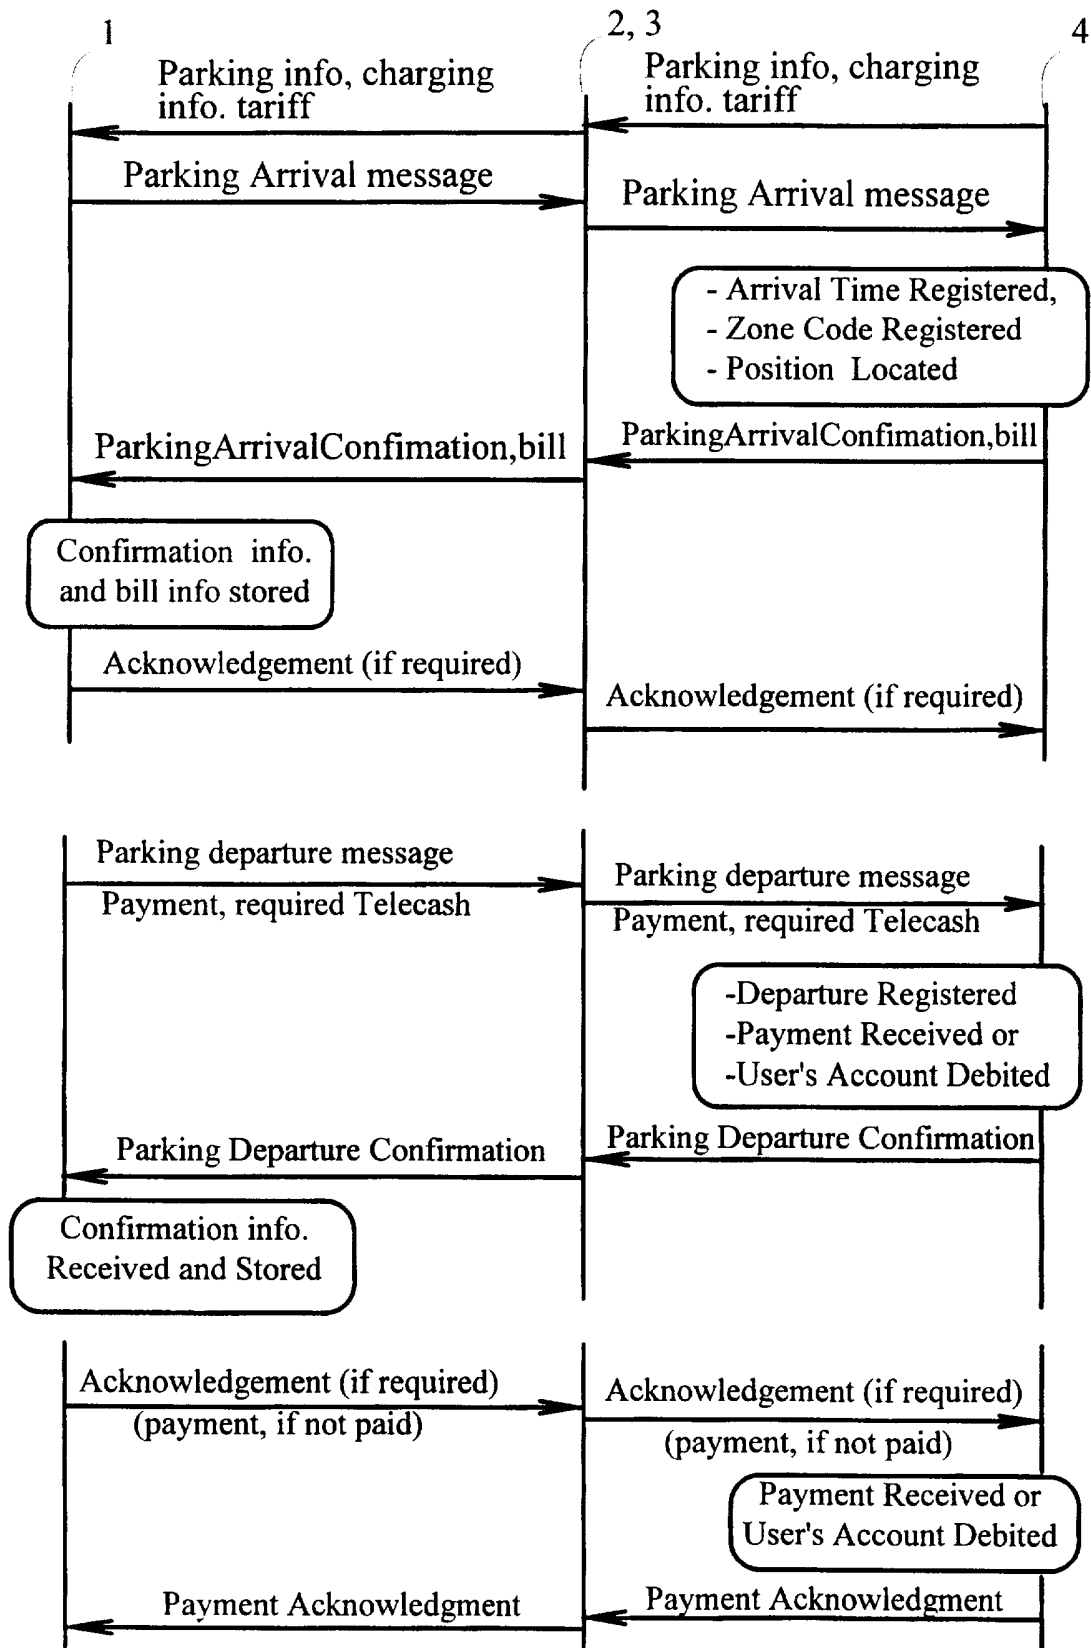 1
2, 3
4
Parking info, charging
info. tariff
Parking info, charging
info. tariff
Parking Arrival message
Parking Arrival message
- Arrival Time Registered,
- Zone Code Registered
- Position Located
ParkingArrivalConfimation,bill
ParkingArrivalConfimation,bill
Confirmation info.
and bill info stored
Acknowledgement (if required)
Acknowledgement (if required)
Parking departure message
Payment, required Telecash
Parking departure message
Payment, required Telecash
-Departure Registered
-Payment Received or
-User's Account Debited
Parking Departure Confirmation
Parking Departure Confirmation
Confirmation info.
Received and Stored
Acknowledgement (if required)
(payment, if not paid)
Acknowledgement (if required)
(payment, if not paid)
Payment Received or
User's Account Debited
Payment Acknowledgment
Payment Acknowledgment